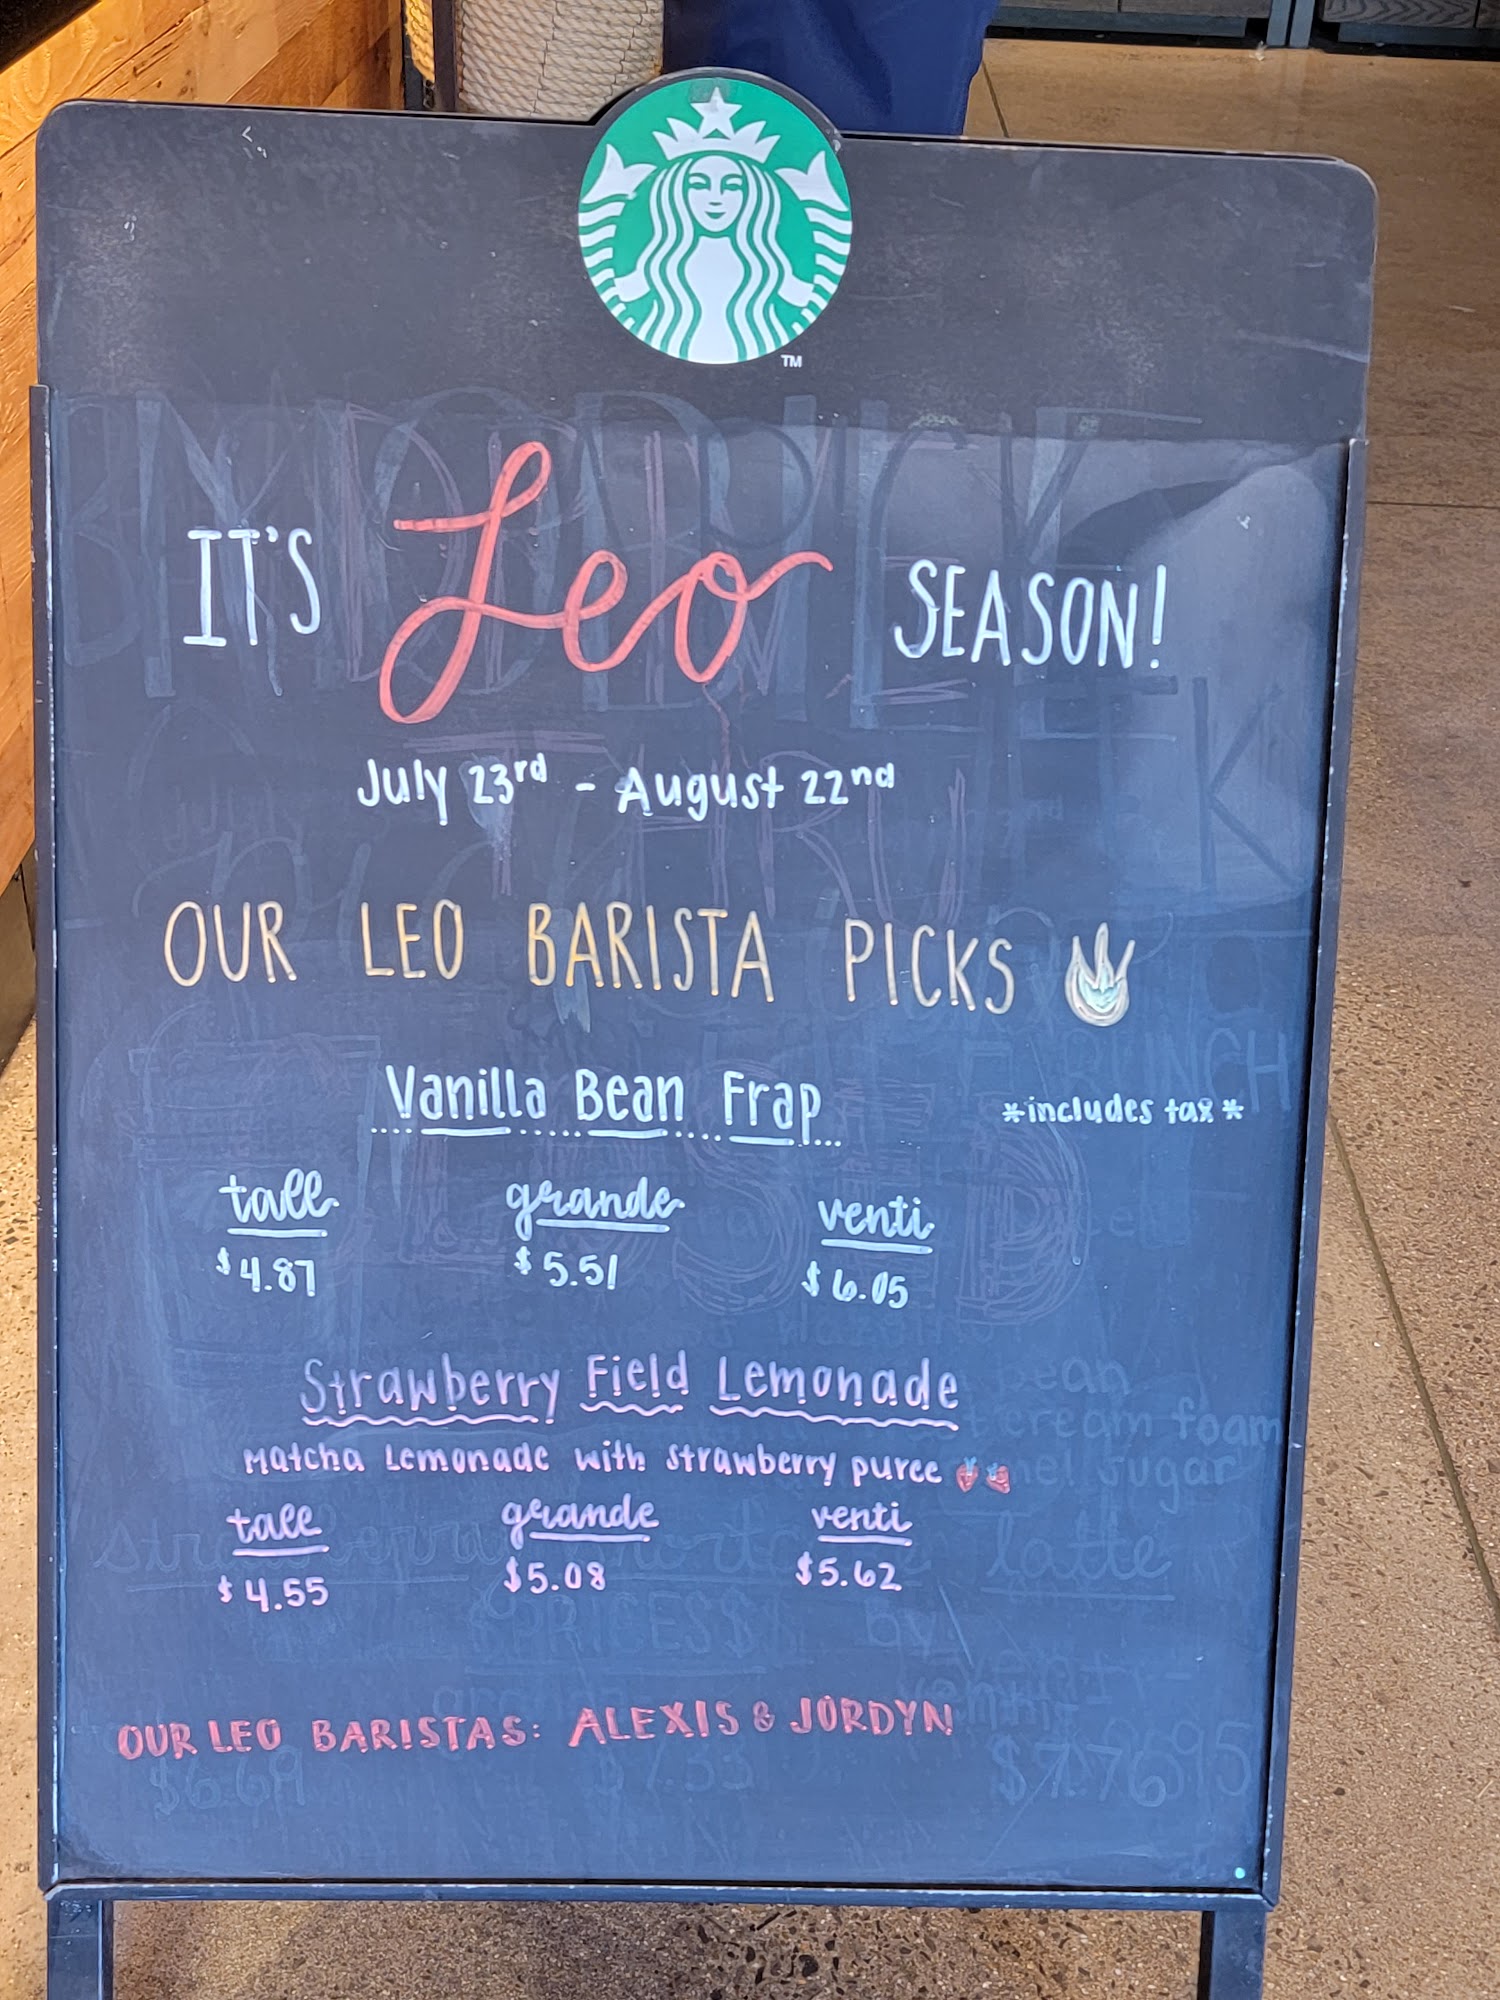 TM
IT'S Leo SEASON!
July 23rd - August 22nd
OUR LEO BARISTA PICKS
Vanilla Bean Frap
*includes tax*
tall grande venti
$4.87 $5.51 $6.05
Strawberry Field Lemonade
Matcha Lemonade with strawberry puree
tall grande venti
$4.55 $5.08 $5.62
OUR LEO BARISTAS: ALEXIS & JORDYN